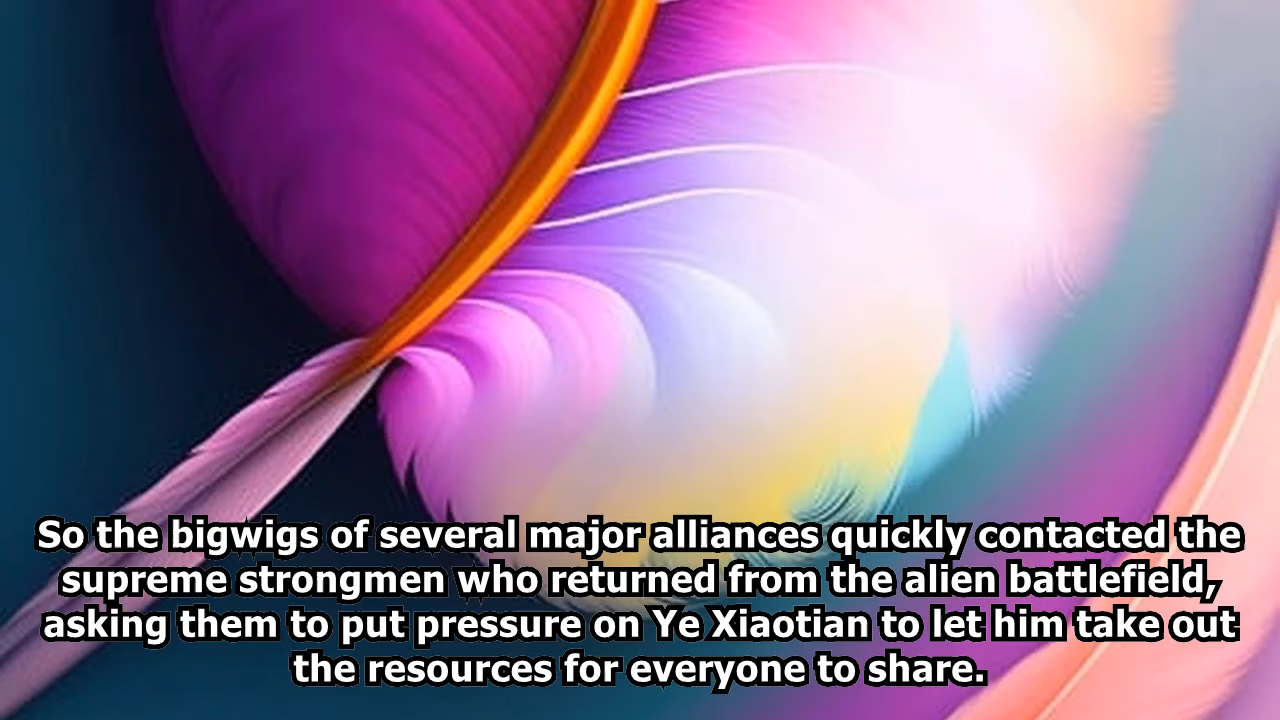 So the bigwigs of several major alliances quickly contacted the
supreme strongmen who returned from the alien battlefield,
asking them to put pressure on Ye Xiaotian to let him take out
the resources for everyone to share.